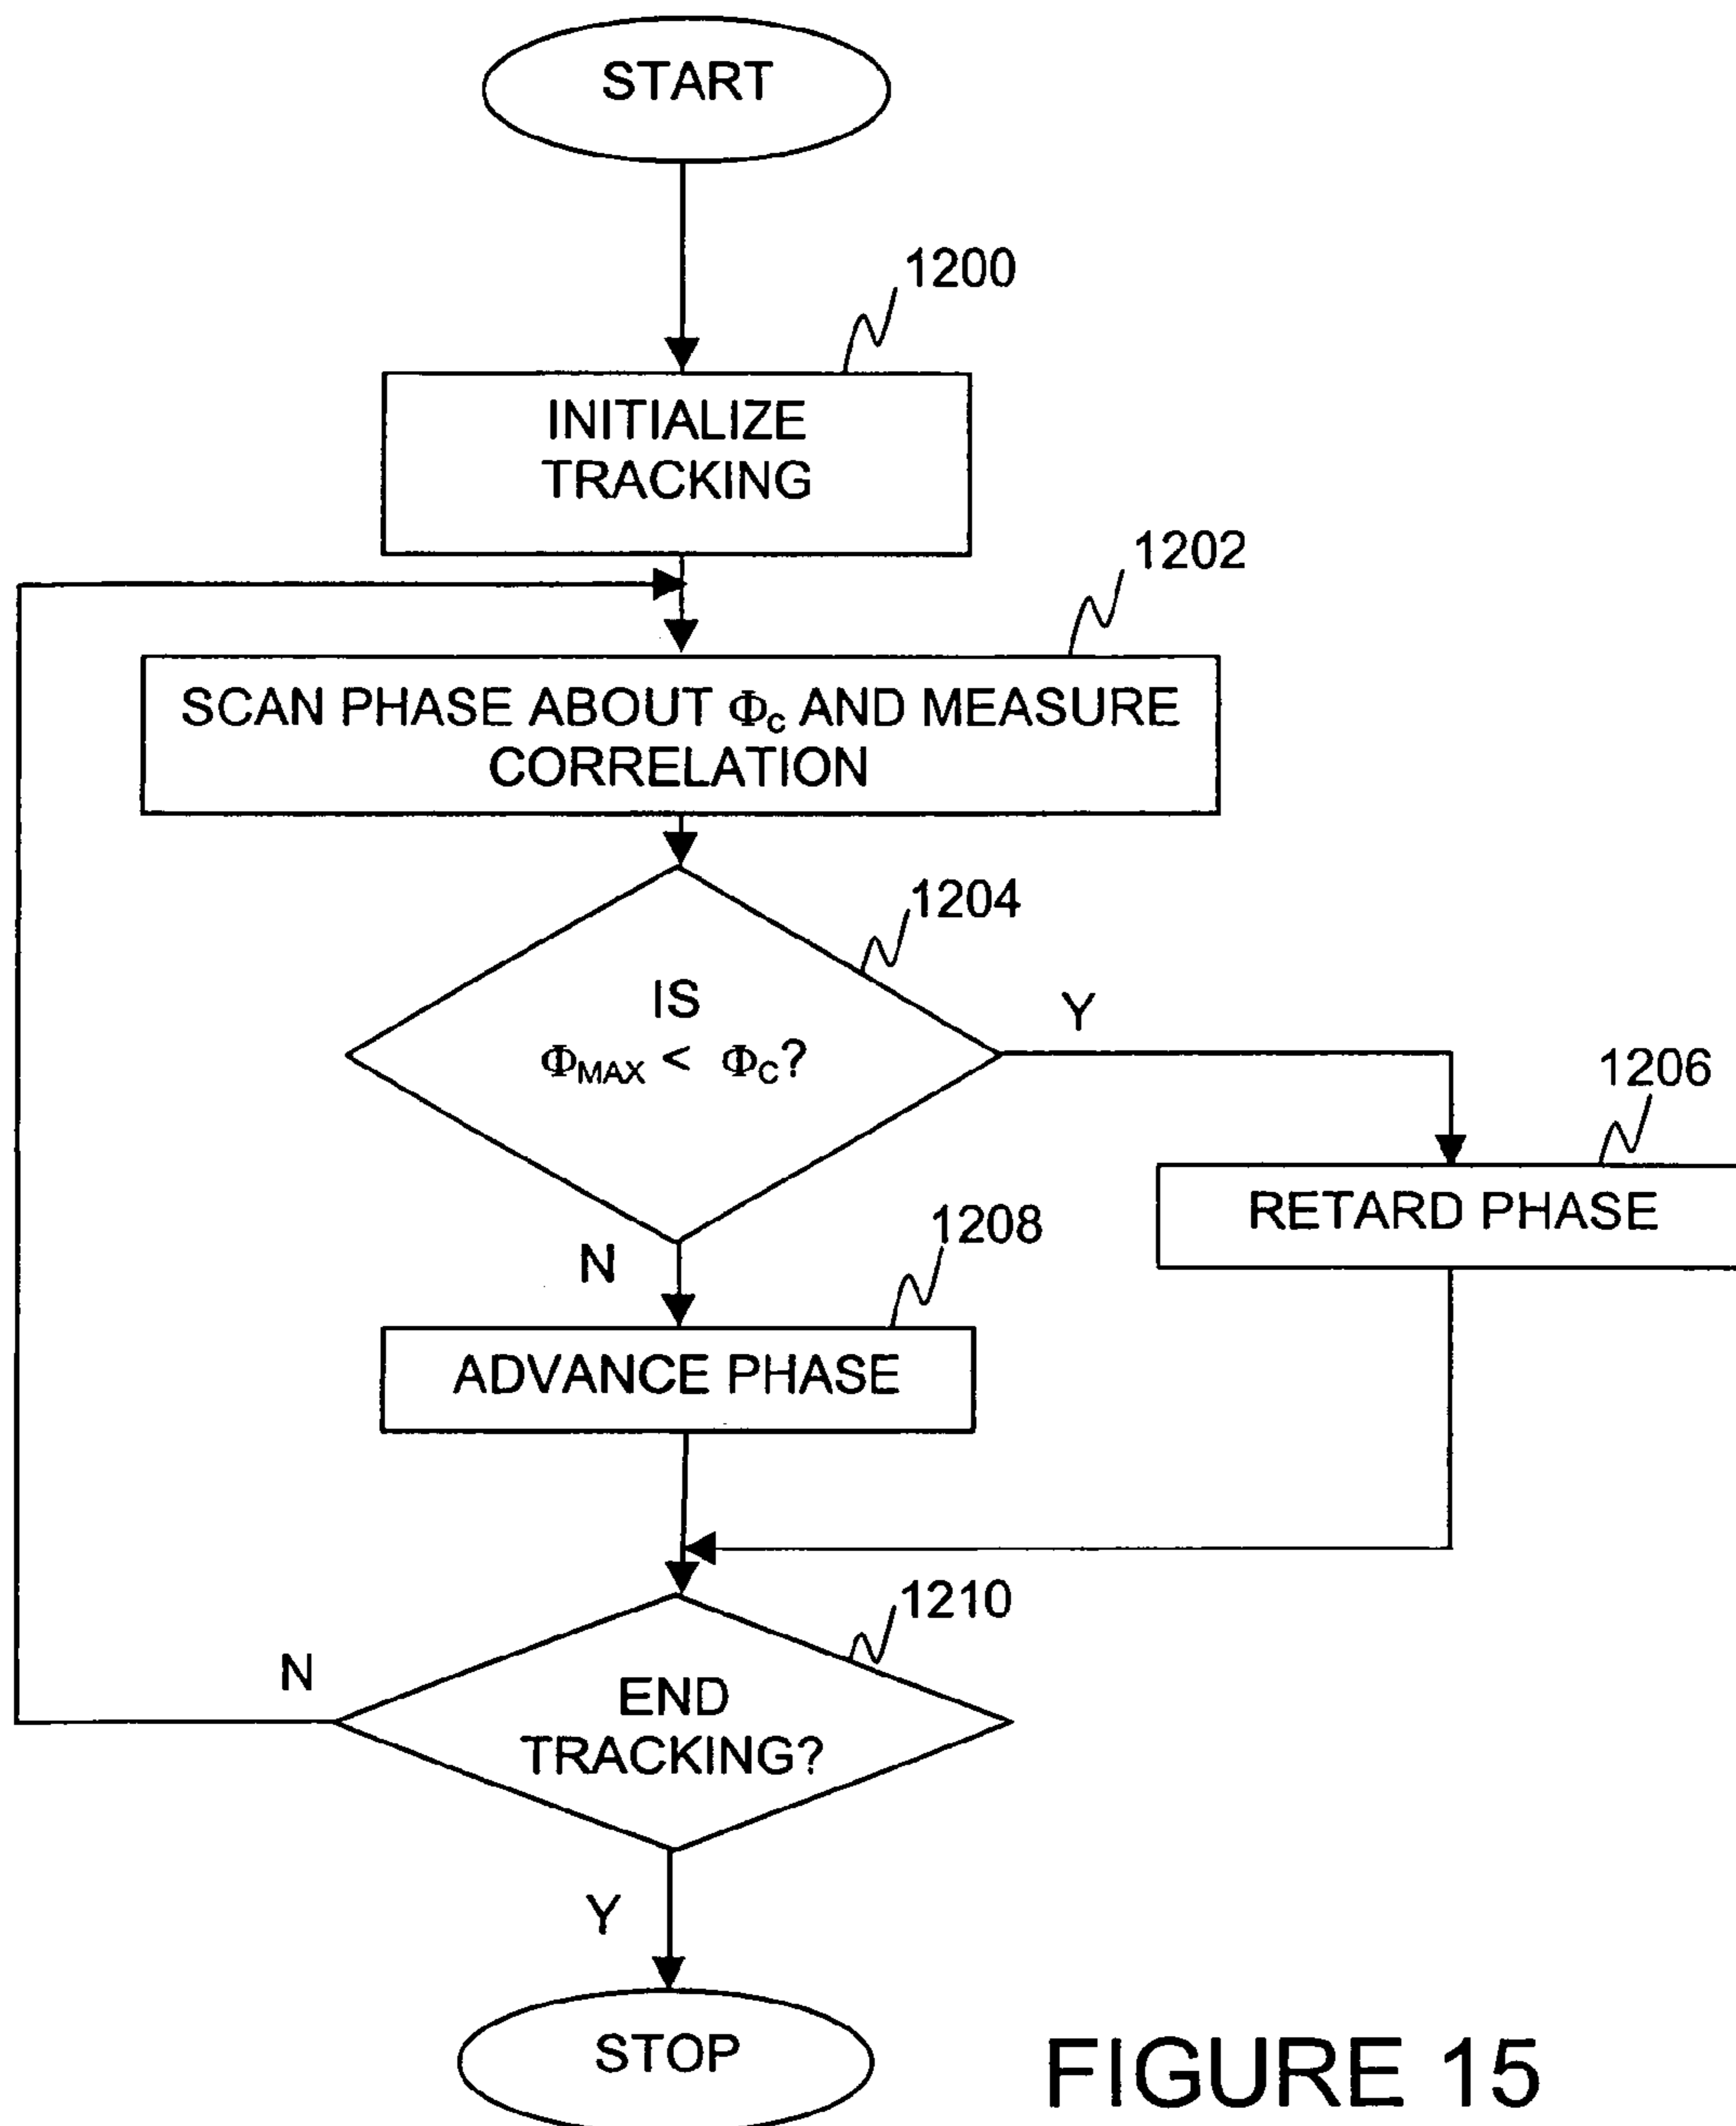 START
1200
INITIALIZE
TRACKING
1202
SCAN PHASE ABOUT Φc AND MEASURE
CORRELATION
1204
IS
ΦMAX < ΦC?
Y
1206
RETARD PHASE
1208
N
ADVANCE PHASE
1210
N
END
TRACKING?
Y
STOP
FIGURE 15